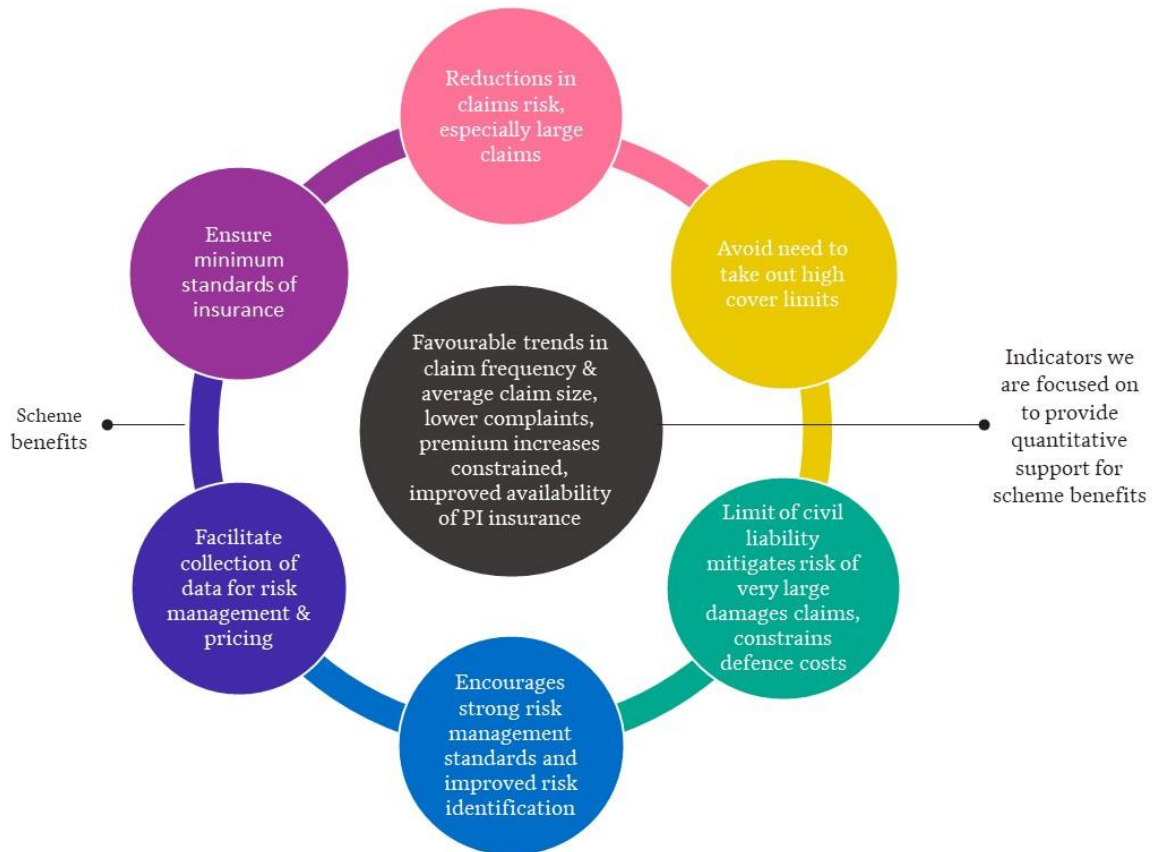 Reductions in
claims risk,
especially large
claims
Avoid need to
take out high
cover limits
Limit of civil
liability
mitigates risk of
very large
damages claims,
constrains
defence costs
Encourages
strong risk
management
standards and
improved risk
identification
Facilitate
collection of
data for risk
management &
pricing
Ensure
minimum
standards of
insurance
Favourable trends in
claim frequency &
average claim size,
lower complaints,
premium increases
constrained,
improved availability
of PI insurance
Scheme
benefits
Indicators we
are focused on
to provide
quantitative
support for
scheme benefits